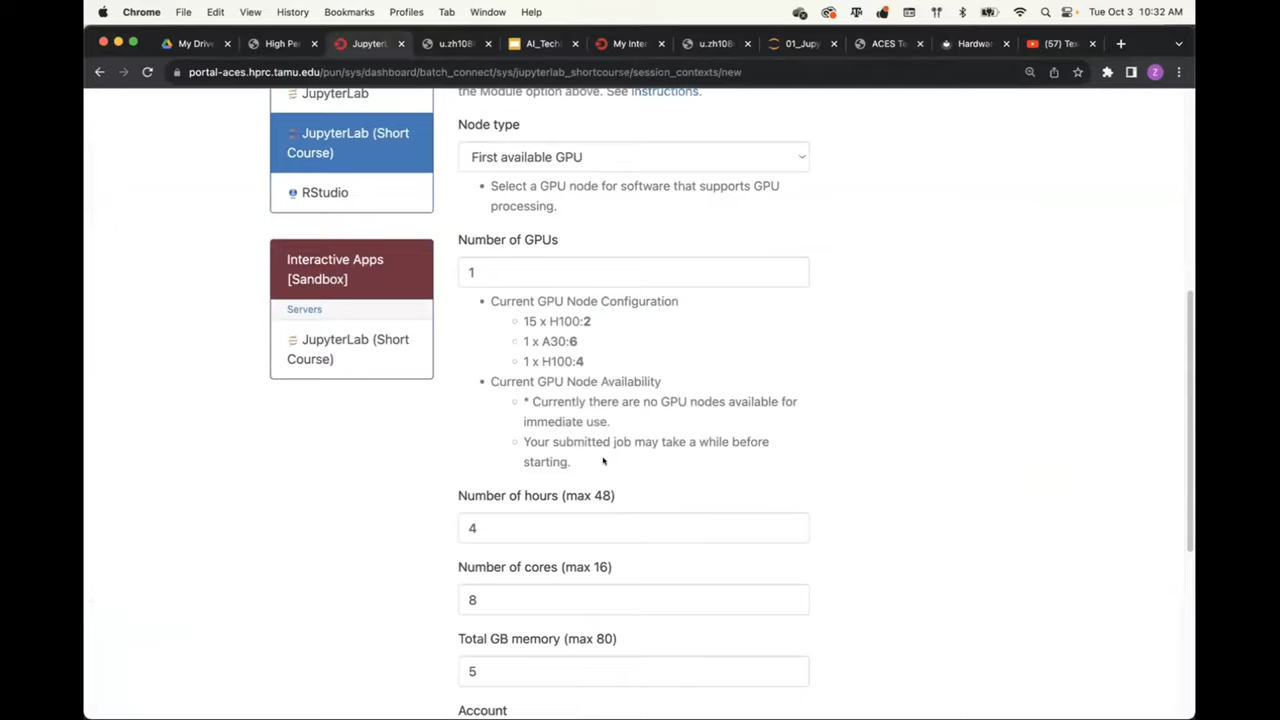 Chrome File Edit View History Bookmarks Profiles Tab Window Help Tue Oct 3 10:32 AM
My Drive High Pe JupyterL u.zh108 AI_Tech My Inter u.zh108 01_Jupy ACES Te Hardwar (57) Tex
portal-aces.hprc.tamu.edu/pun/sys/dashboard/batch_connect/sys/jupyterlab_shortcourse/session_contexts/new
JupyterLab
JupyterLab (Short
Course)
RStudio
Interactive Apps
[Sandbox]
Servers
JupyterLab (Short
Course)
the Module option above. See instructions.
Node type
First available GPU
• Select a GPU node for software that supports GPU
processing.
Number of GPUs
1
• Current GPU Node Configuration
○ 15 x H100:2
○ 1 x A30:6
○ 1 x H100:4
• Current GPU Node Availability
○ * Currently there are no GPU nodes available for
immediate use.
○ Your submitted job may take a while before
starting.
Number of hours (max 48)
4
Number of cores (max 16)
8
Total GB memory (max 80)
5
Account